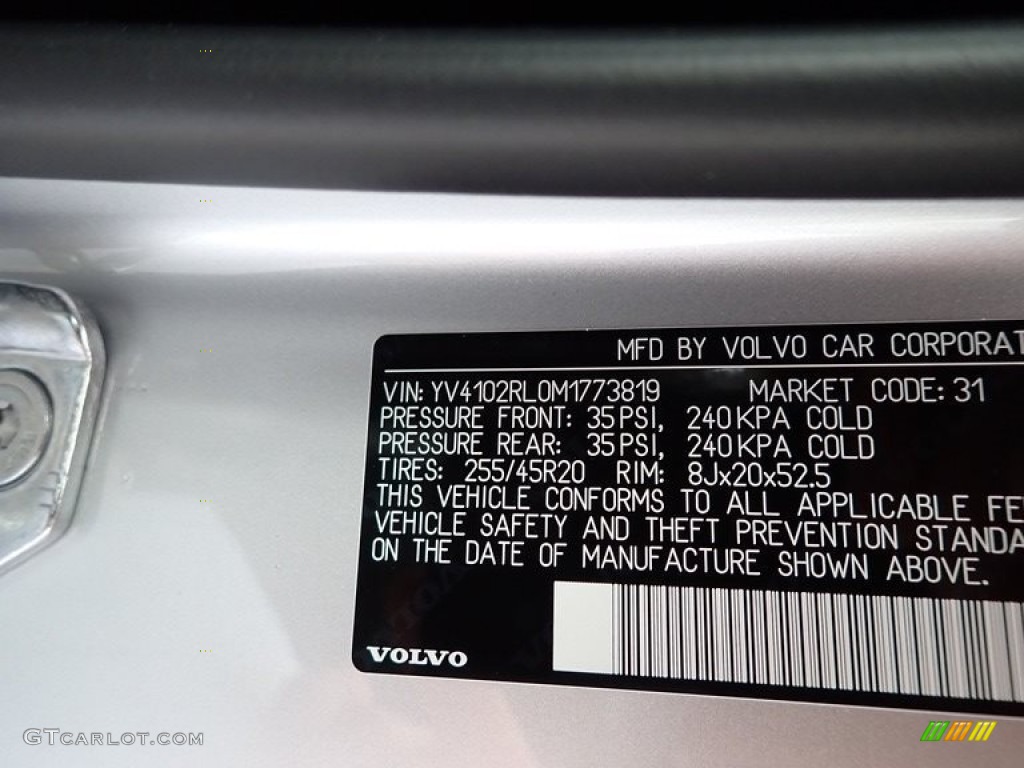 MFD BY VOLVO CAR CORPORAT
VIN: YV4102RL0M1773819 MARKET CODE: 31
PRESSURE FRONT: 35 PSI, 240 KPA COLD
PRESSURE REAR: 35 PSI, 240 KPA COLD
TIRES: 255/45R20 RIM: 8Jx20x52.5
THIS VEHICLE CONFORMS TO ALL APPLICABLE FE
VEHICLE SAFETY AND THEFT PREVENTION STANDA
ON THE DATE OF MANUFACTURE SHOWN ABOVE.
VOLVO
GTCARLOT.COM